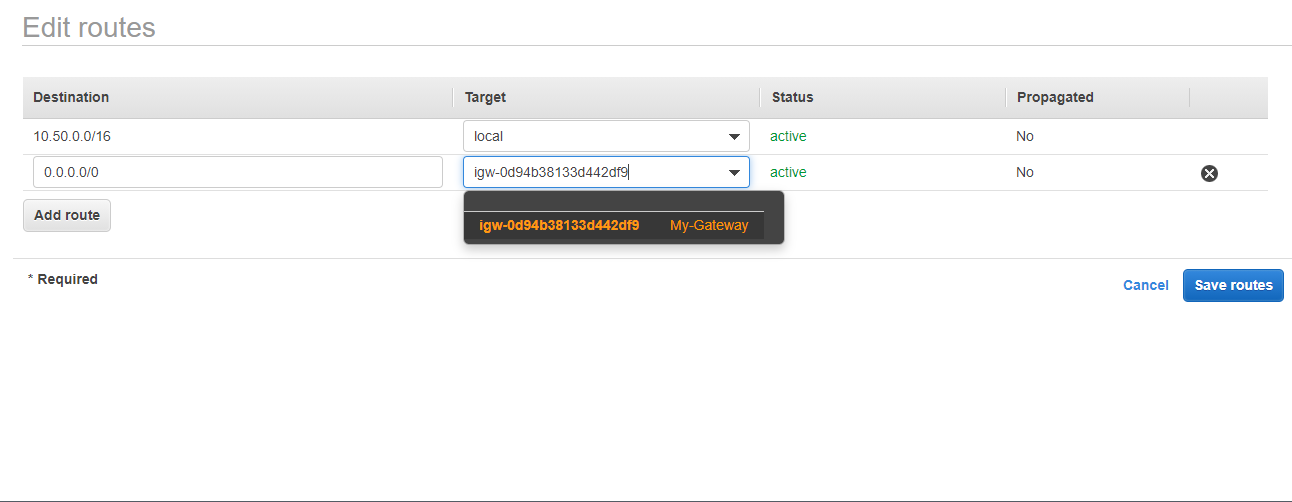 Edit routes
Destination Target Status Propagated
10.50.0.0/16 local active No
0.0.0.0/0 igw-0d94b38133d442df9 active No
igw-0d94b38133d442df9 My-Gateway
Add route
* Required
Cancel Save routes